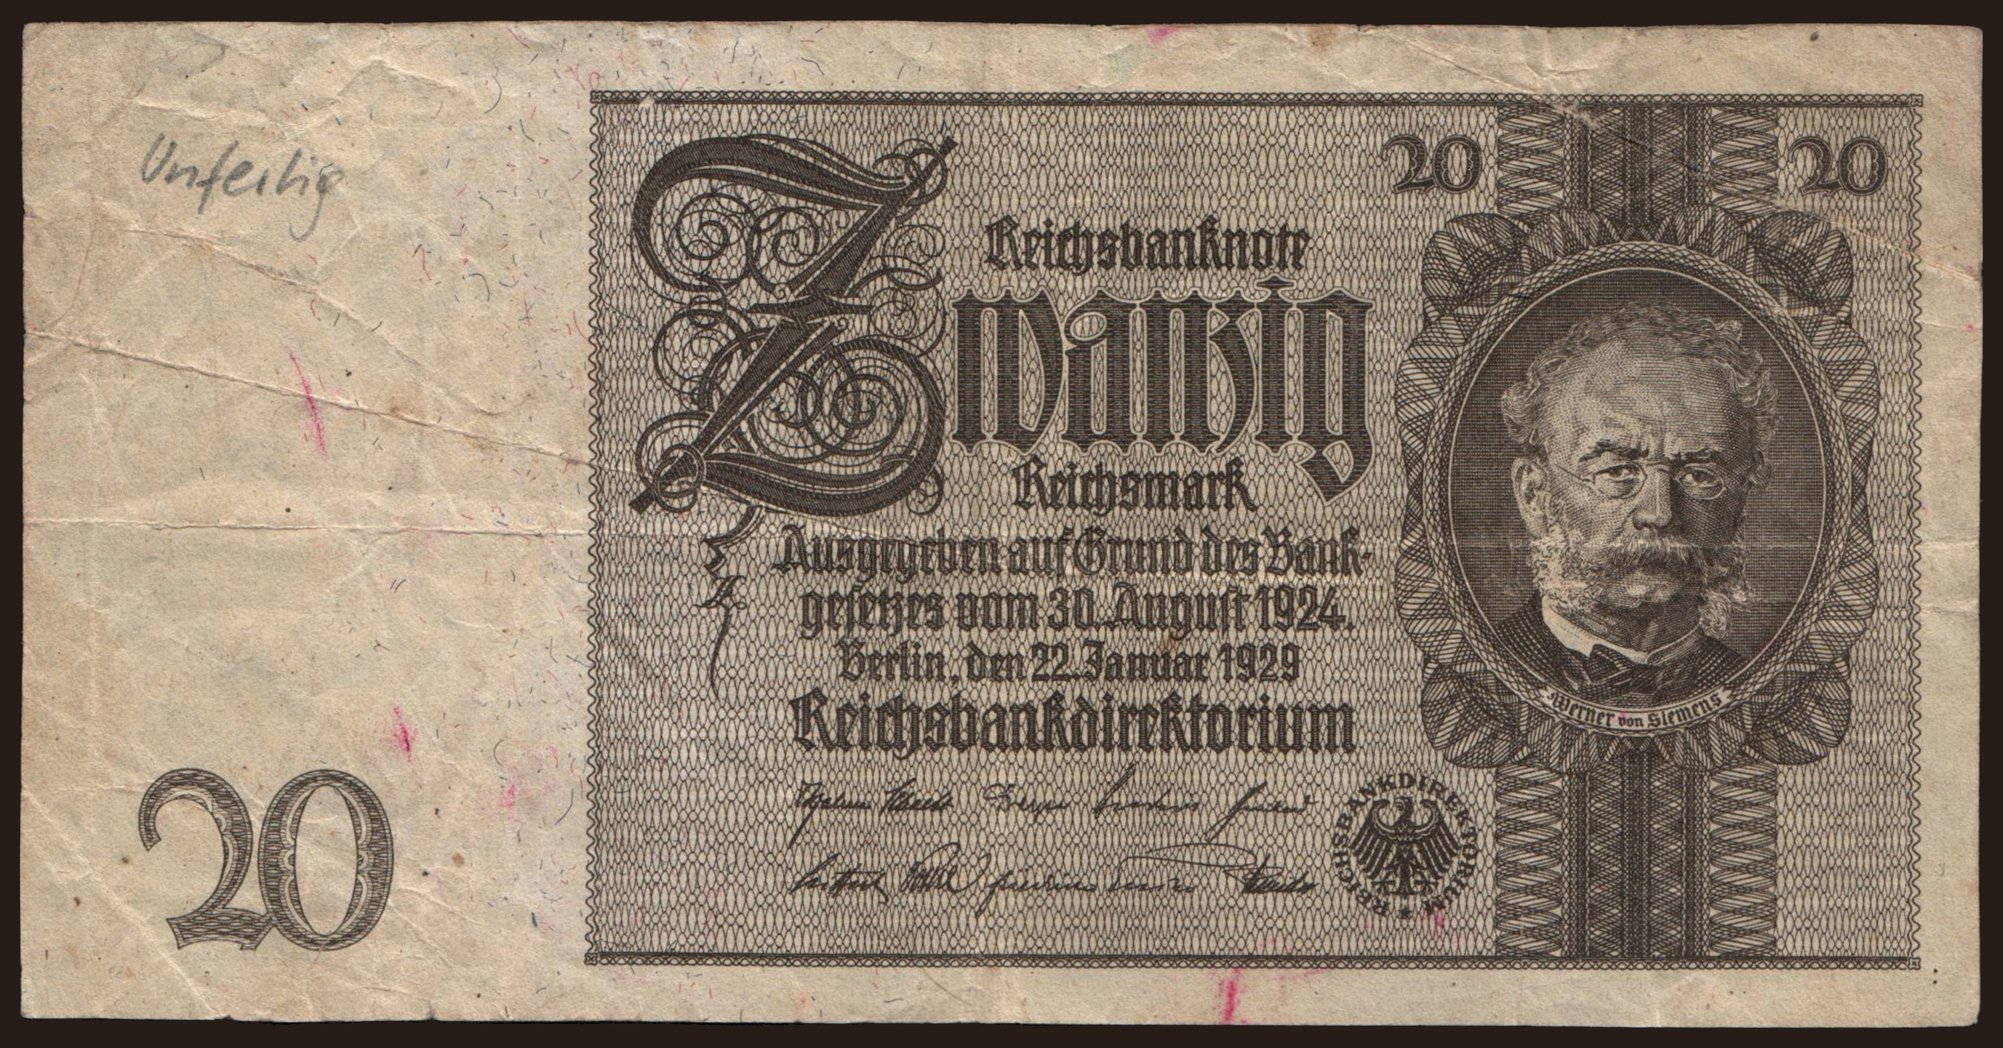 Unfertig
20
20
Reichsbanknote
Zwanzig
Reichsmark
Ausgegeben auf Grund des Bank-
gesetzes vom 30. August 1924.
Berlin, den 22. Januar 1929
Reichsbankdirektorium
Werner von Siemens
REICHSBANKDIREKTORIUM
20